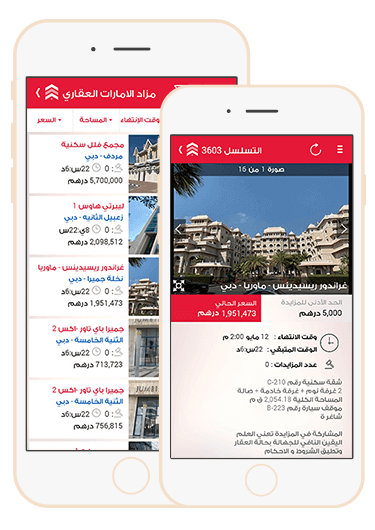 مزاد الامارات العقاري
وقت الإنتهاء
المساحة
السعر
مجمع فلل سكنية
مردف - دبي
0 : 22س:6د
5,700,000 درهم
ليبرتي هاوس 1
زعبيل الثانيه - دبي
0 : 8ي:22س
2,098,512 درهم
غراندور ريسيدينس - ماوريا
نخلة جميرا - دبي
0 : 22س:6د
1,951,473 درهم
جميرا باي تاور -اكس 2
الثنية الخامسة - دبي
0 : 22س:6د
713,723 درهم
جميرا باي تاور -اكس 2
الثنية الخامسة - دبي
0 : 22س:6د
756,815 درهم
التسلسل 3603
صورة 1 من 16
غراندور ريسيدينس - ماوريا - دبي
الحد الأدنى للمزايدة
5,000 درهم
السعر الحالي
1,951,473 درهم
وقت الانتهاء : 12 مايو 2:00 م
الوقت المتبقي : 22س:6د
عدد المزايدات : 0
شقة سكنية رقم C-210
2 غرفة نوم + غرفة خادمة + صالة
المساحة الكلية 2,054.18 ق م
موقف سيارة رقم B-223
شاغرة
المشاركة في المزايدة تعني العلم
اليقين النافي للجهالة بحالة العقار
وتطبق الشروط و الاحكام